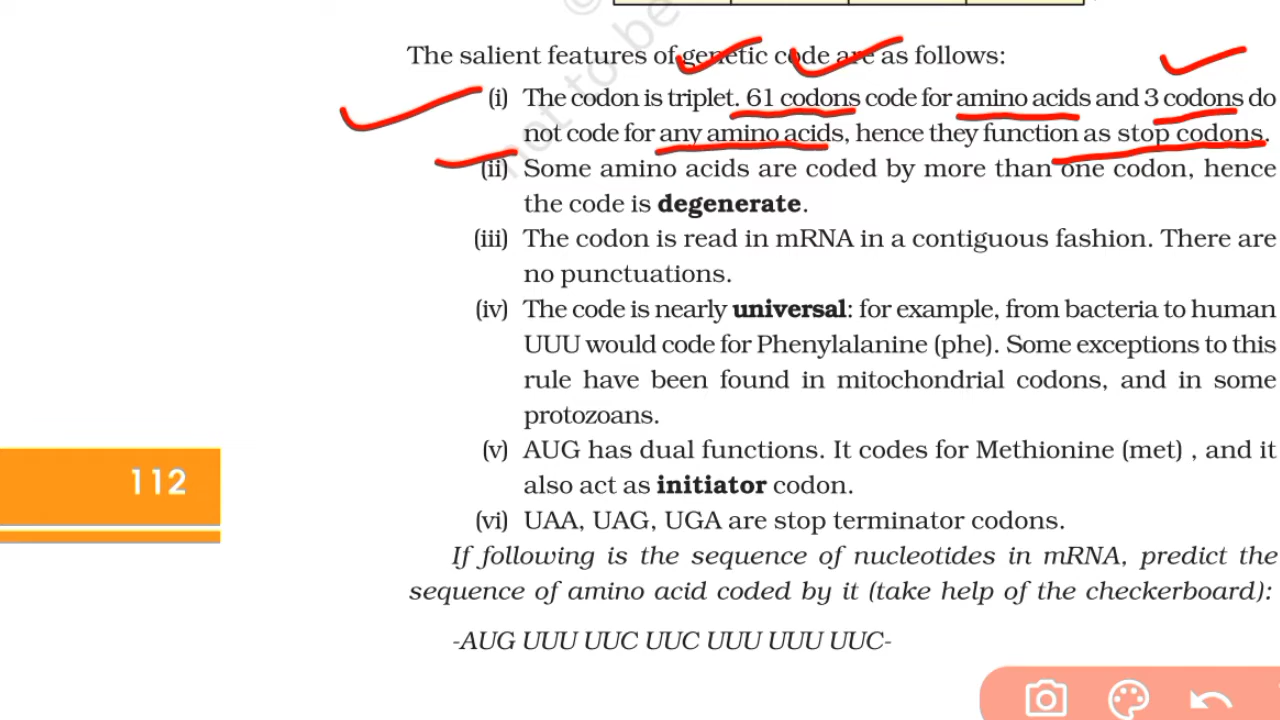 The salient features of genetic code are as follows:
(i) The codon is triplet. 61 codons code for amino acids and 3 codons do
not code for any amino acids, hence they function as stop codons.
(ii) Some amino acids are coded by more than one codon, hence
the code is degenerate.
(iii) The codon is read in mRNA in a contiguous fashion. There are
no punctuations.
(iv) The code is nearly universal: for example, from bacteria to human
UUU would code for Phenylalanine (phe). Some exceptions to this
rule have been found in mitochondrial codons, and in some
protozoans.
(v) AUG has dual functions. It codes for Methionine (met) , and it
also act as initiator codon.
112
(vi) UAA, UAG, UGA are stop terminator codons.
If following is the sequence of nucleotides in mRNA, predict the
sequence of amino acid coded by it (take help of the checkerboard):
-AUG UUU UUC UUC UUU UUU UUC-
not to be